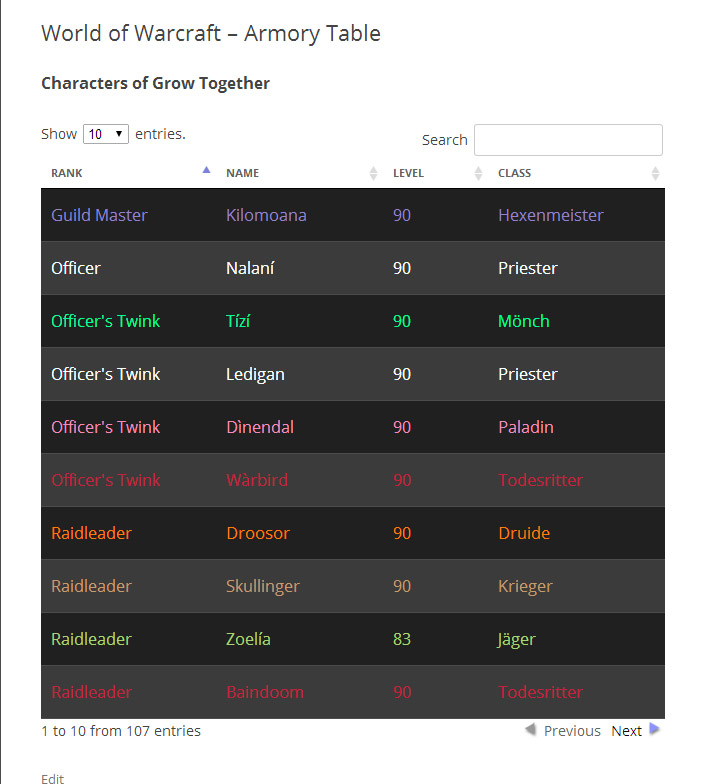 World of Warcraft – Armory Table
Characters of Grow Together
Show 10 entries. Search
RANK NAME LEVEL CLASS
Guild Master Kilomoana 90 Hexenmeister
Officer Nalaní 90 Priester
Officer's Twink Tízí 90 Mönch
Officer's Twink Ledigan 90 Priester
Officer's Twink Dìnendal 90 Paladin
Officer's Twink Wàrbird 90 Todesritter
Raidleader Droosor 90 Druide
Raidleader Skullinger 90 Krieger
Raidleader Zoelía 83 Jäger
Raidleader Baindoom 90 Todesritter
1 to 10 from 107 entries Previous Next
Edit